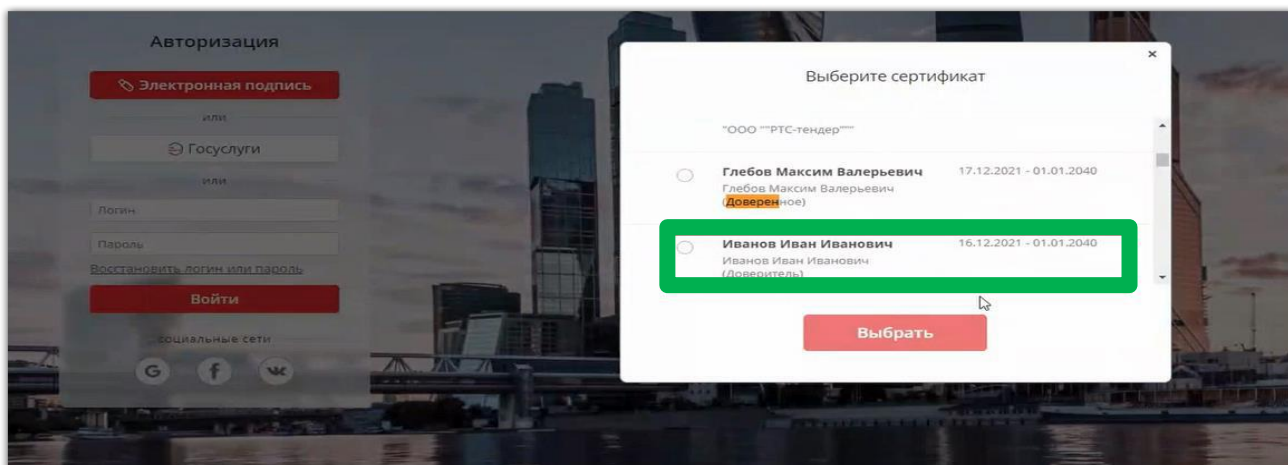 Авторизация
Электронная подпись
или
Госуслуги
или
Логин
Пароль
Восстановить логин или пароль
Войти
социальные сети
G f
Выберите сертификат
"ООО ""РТС-тендер"""
Глебов Максим Валерьевич 17.12.2021 - 01.01.2040
Глебов Максим Валерьевич
(Доверенное)
Иванов Иван Иванович 16.12.2021 - 01.01.2040
Иванов Иван Иванович
(Доверитель)
Выбрать